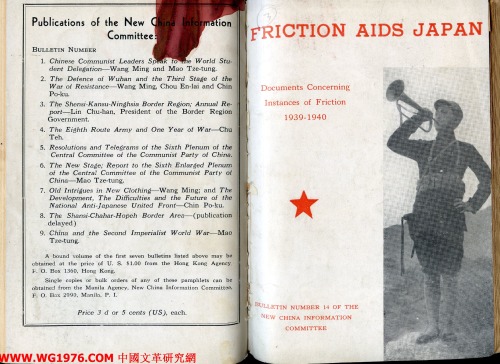 Publications of the New China Information
Committee:
BULLETIN NUMBER
1. Chinese Communist Leaders Speak to the World Stu-
dent Delegation—Wang Ming and Mao Tze-tung.
2. The Defence of Wuhan and the Third Stage of the
War of Resistance—Wang Ming, Chou En-lai and Chin
Po-ku.
3. The Shensi-Kansu-Ninghsia Border Region; Annual Re-
port—Lin Chu-han, President of the Border Region
Government.
4. The Eighth Route Army and One Year of War—Chu
Teh.
5. Resolutions and Telegrams of the Sixth Plenum of the
Central Committee of the Communist Party of China.
6. The New Stage; Report to the Sixth Enlarged Plenum
of the Central Committee of the Communist Party of
China—Mao Tze-tung.
7. Old Intrigues in New Clothing—Wang Ming; and The
Development, The Difficulties and the Future of the
National Anti-Japanese United Front—Chin Po-ku.
8. The Shansi-Chahar-Hopeh Border Area—(publication
delayed)
9. China and the Second Imperialist World War—Mao
Tze-tung.
A bound volume of the first seven bulletins listed above may be
obtained at the price of U. S. $1.00 from the Hong Kong Agency
P. O. Box 1360, Hong Kong.
Single copies or bulk orders of any of these pamphlets can be
obtained from the Manila Agency, New China Information Committee,
P. O. Box 2993, Manila, P. I.
Price 3 d or 5 cents (US), each.
FRICTION AIDS JAPAN
Documents Concerning
Instances of Friction
1939-1940
BULLETIN NUMBER 14 OF THE
NEW CHINA INFORMATION
COMMITTEE
WWW.WG1976.COM 中國文革研究網